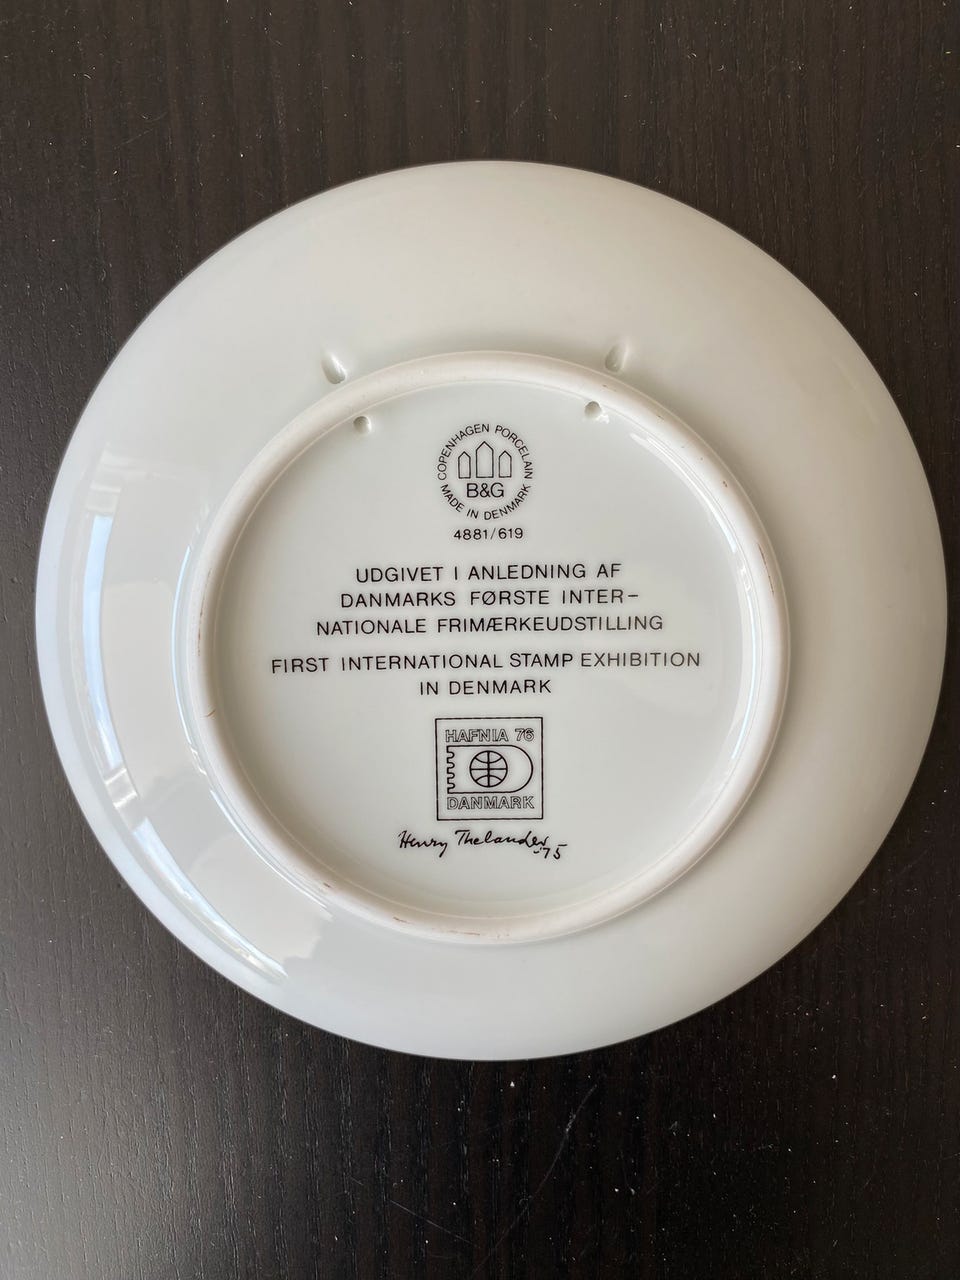 COPENHAGEN PORCELAIN
B&G
MADE IN DENMARK
4881/619
UDGIVET I ANLEDNING AF
DANMARKS FØRSTE INTER-
NATIONALE FRIMÆRKEUDSTILLING
FIRST INTERNATIONAL STAMP EXHIBITION
IN DENMARK
HAFNIA 76
DANMARK
Henry Thelander
-75